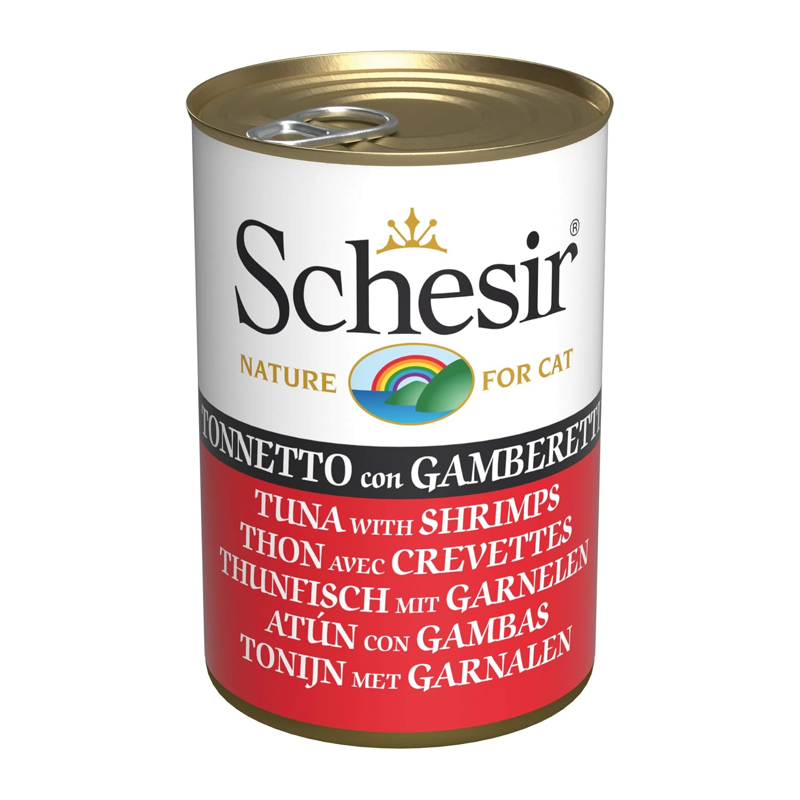 Schesir®
NATURE FOR CAT
TONNETTO con GAMBERETTI
TUNA WITH SHRIMPS
THON AVEC CREVETTES
THUNFISCH MIT GARNELEN
ATÚN CON GAMBAS
TONIJN MET GARNALEN